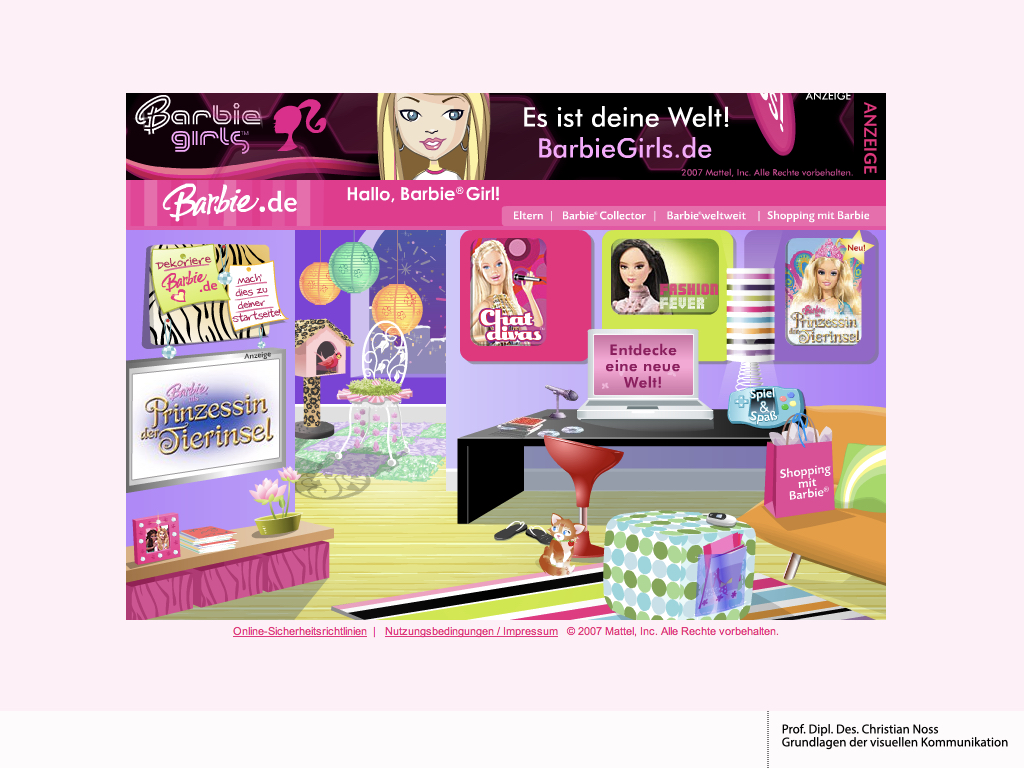 Barbie girls™
Es ist deine Welt!
BarbieGirls.de
ANZEIGE
ANZEIGE
2007 Mattel, Inc. Alle Rechte vorbehalten.
Barbie.de
Hallo, Barbie® Girl!
Eltern | Barbie® Collector | Barbie®weltweit | Shopping mit Barbie
Dekoriere
Barbie
.de
mach'
dies zu
deiner
startseite!
Chat
divas
FASHION
FEVER
Neu!
Barbie
Prinzessin
der Tierinsel
Entdecke
eine neue
Welt!
Anzeige
Barbie
als
Prinzessin
der Tierinsel
Spiel
&
Spaß
Shopping
mit
Barbie®
Online-Sicherheitsrichtlinien | Nutzungsbedingungen / Impressum © 2007 Mattel, Inc. Alle Rechte vorbehalten.
Prof. Dipl. Des. Christian Noss
Grundlagen der visuellen Kommunikation